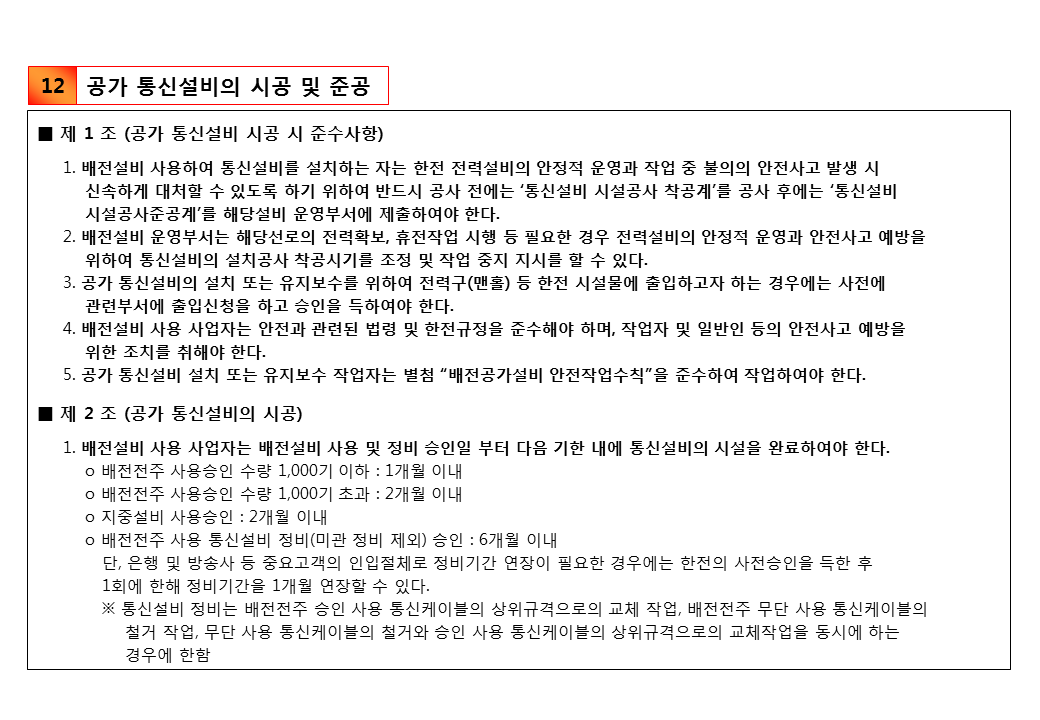 12 공가 통신설비의 시공 및 준공
■ 제 1 조 (공가 통신설비 시공 시 준수사항)
1. 배전설비 사용하여 통신설비를 설치하는 자는 한전 전력설비의 안정적 운영과 작업 중 불의의 안전사고 발생 시
신속하게 대처할 수 있도록 하기 위하여 반드시 공사 전에는 ‘통신설비 시설공사 착공계’를 공사 후에는 ‘통신설비
시설공사준공계’를 해당설비 운영부서에 제출하여야 한다.
2. 배전설비 운영부서는 해당선로의 전력확보, 휴전작업 시행 등 필요한 경우 전력설비의 안정적 운영과 안전사고 예방을
위하여 통신설비의 설치공사 착공시기를 조정 및 작업 중지 지시를 할 수 있다.
3. 공가 통신설비의 설치 또는 유지보수를 위하여 전력구(맨홀) 등 한전 시설물에 출입하고자 하는 경우에는 사전에
관련부서에 출입신청을 하고 승인을 득하여야 한다.
4. 배전설비 사용 사업자는 안전과 관련된 법령 및 한전규정을 준수해야 하며, 작업자 및 일반인 등의 안전사고 예방을
위한 조치를 취해야 한다.
5. 공가 통신설비 설치 또는 유지보수 작업자는 별첨 “배전공가설비 안전작업수칙”을 준수하여 작업하여야 한다.
■ 제 2 조 (공가 통신설비의 시공)
1. 배전설비 사용 사업자는 배전설비 사용 및 정비 승인일 부터 다음 기한 내에 통신설비의 시설을 완료하여야 한다.
o 배전전주 사용승인 수량 1,000기 이하 : 1개월 이내
o 배전전주 사용승인 수량 1,000기 초과 : 2개월 이내
o 지중설비 사용승인 : 2개월 이내
o 배전전주 사용 통신설비 정비(미관 정비 제외) 승인 : 6개월 이내
단, 은행 및 방송사 등 중요고객의 인입절체로 정비기간 연장이 필요한 경우에는 한전의 사전승인을 득한 후
1회에 한해 정비기간을 1개월 연장할 수 있다.
※ 통신설비 정비는 배전전주 승인 사용 통신케이블의 상위규격으로의 교체 작업, 배전전주 무단 사용 통신케이블의
철거 작업, 무단 사용 통신케이블의 철거와 승인 사용 통신케이블의 상위규격으로의 교체작업을 동시에 하는
경우에 한함